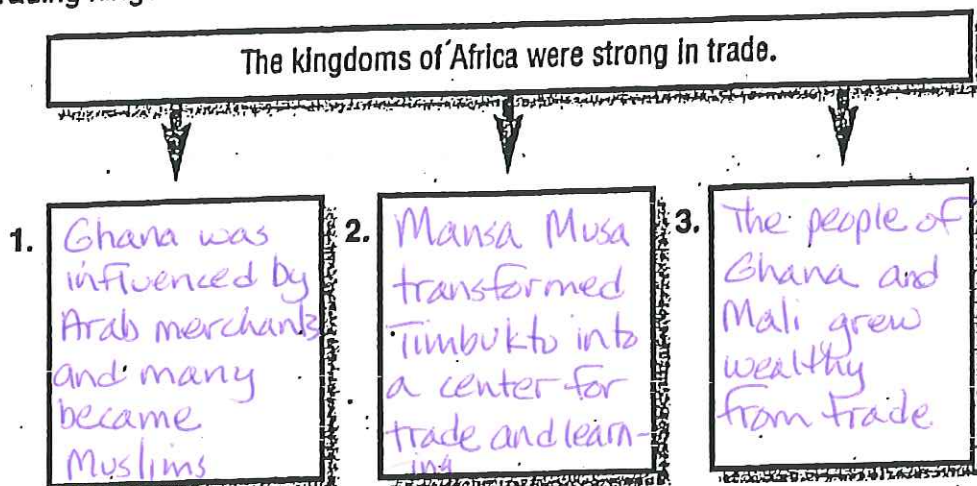 The kingdoms of Africa were strong in trade.
1.
Ghana was
influenced by
Arab merchants
and many
became
Muslims
2.
Mansa Musa
transformed
Timbukto into
a center for
trade and learn-
ing
3.
The people of
Ghana and
Mali grew
wealthy
from trade